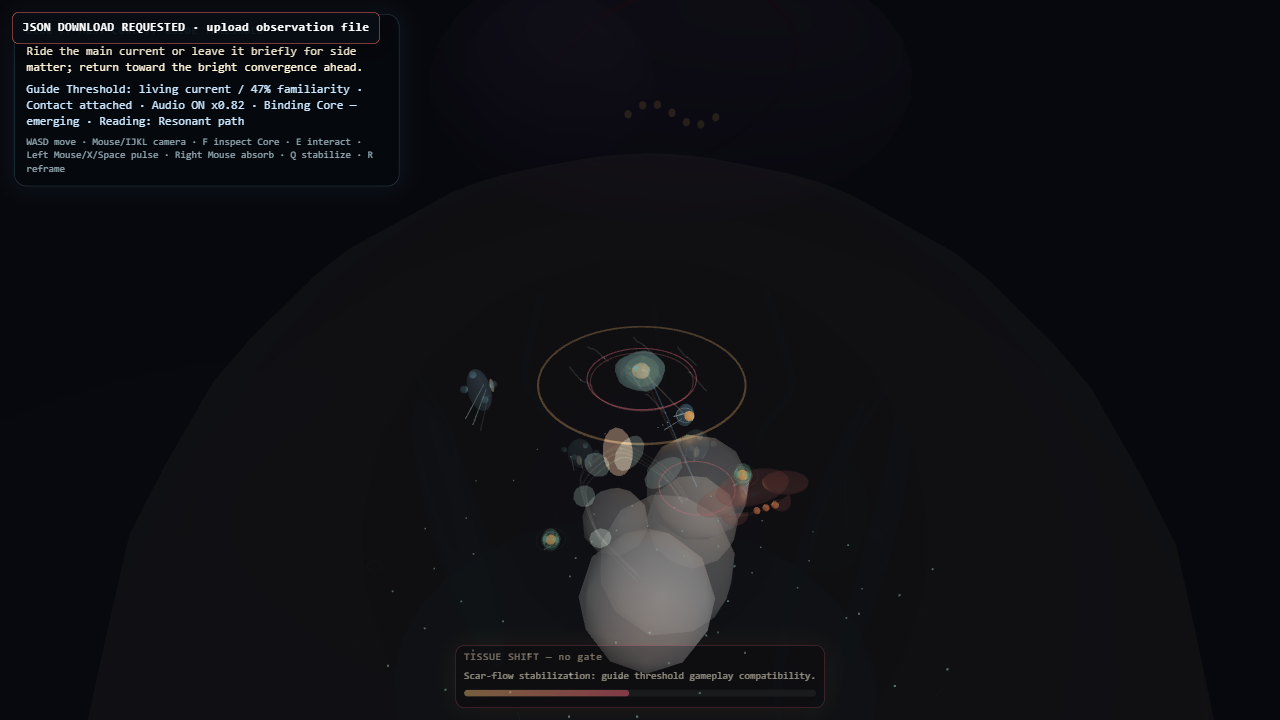 JSON DOWNLOAD REQUESTED · upload observation file
Ride the main current or leave it briefly for side
matter; return toward the bright convergence ahead.
Guide Threshold: living current / 47% familiarity ·
Contact attached · Audio ON x0.82 · Binding Core —
emerging · Reading: Resonant path
WASD move · Mouse/IJKL camera · F inspect Core · E interact ·
Left Mouse/X/Space pulse · Right Mouse absorb · Q stabilize · R
reframe
TISSUE SHIFT — no gate
Scar-flow stabilization: guide threshold gameplay compatibility.